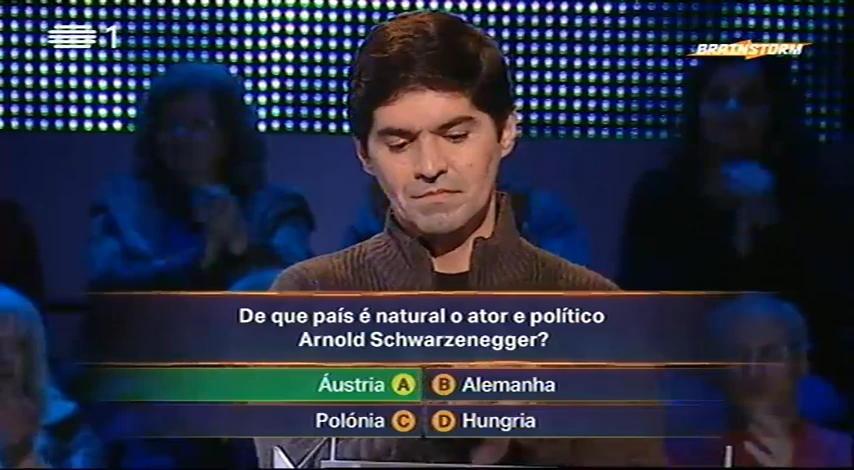 1
BRAINSTORM
De que país é natural o ator e político
Arnold Schwarzenegger?
Áustria A B Alemanha
Polónia C D Hungria